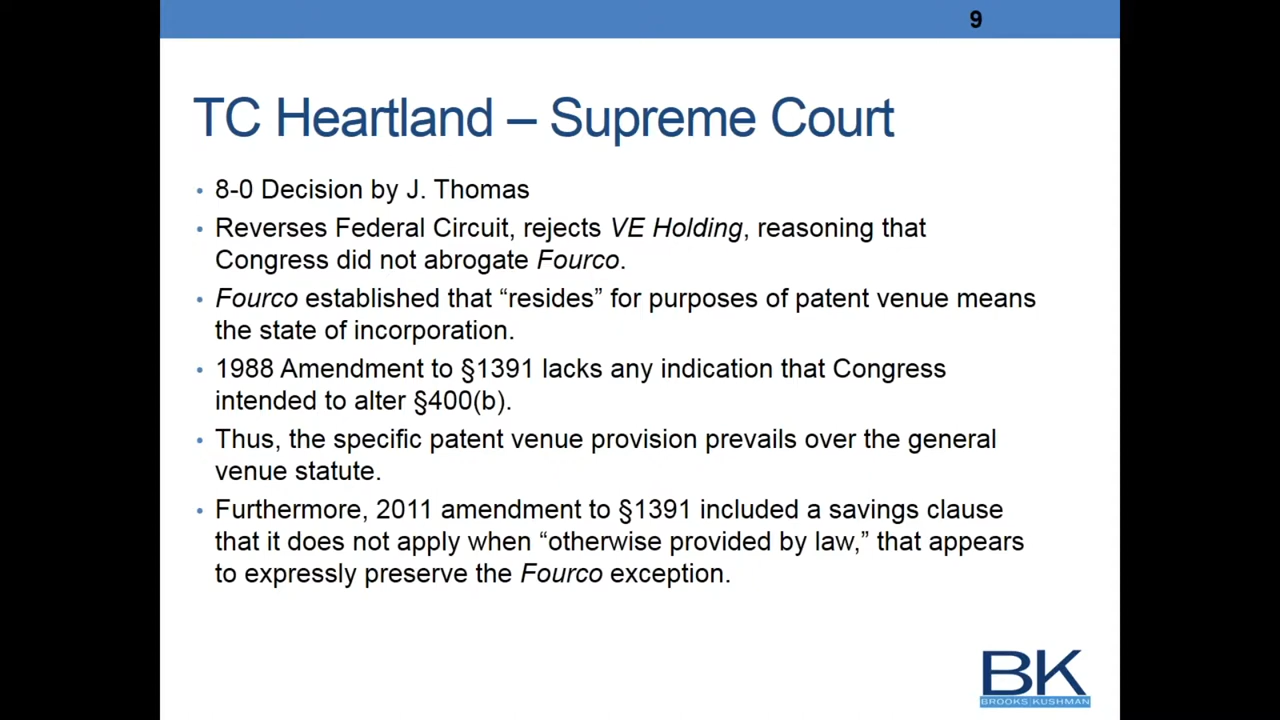 9
TC Heartland – Supreme Court
• 8-0 Decision by J. Thomas
• Reverses Federal Circuit, rejects VE Holding, reasoning that
Congress did not abrogate Fourco.
• Fourco established that “resides” for purposes of patent venue means
the state of incorporation.
• 1988 Amendment to §1391 lacks any indication that Congress
intended to alter §400(b).
• Thus, the specific patent venue provision prevails over the general
venue statute.
• Furthermore, 2011 amendment to §1391 included a savings clause
that it does not apply when “otherwise provided by law,” that appears
to expressly preserve the Fourco exception.
BK
BROOKS KUSHMAN